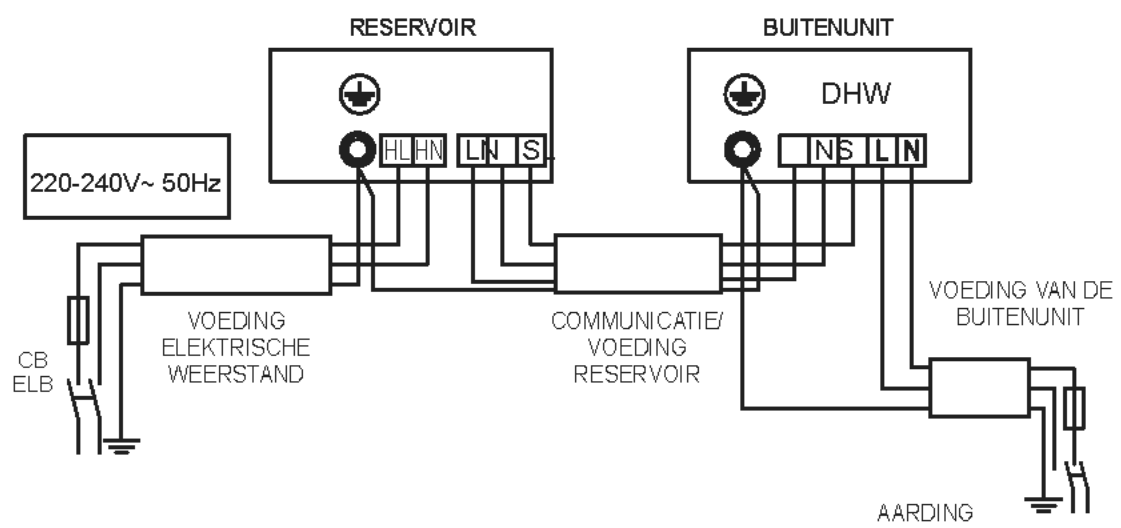 RESERVOIR
BUITENUNIT
DHW
HL HN LN S
N S L N
220-240V~ 50Hz
VOEDING
ELEKTRISCHE
WEERSTAND
COMMUNICATIE/
VOEDING
RESERVOIR
VOEDING VAN DE
BUITENUNIT
CB
ELB
AARDING